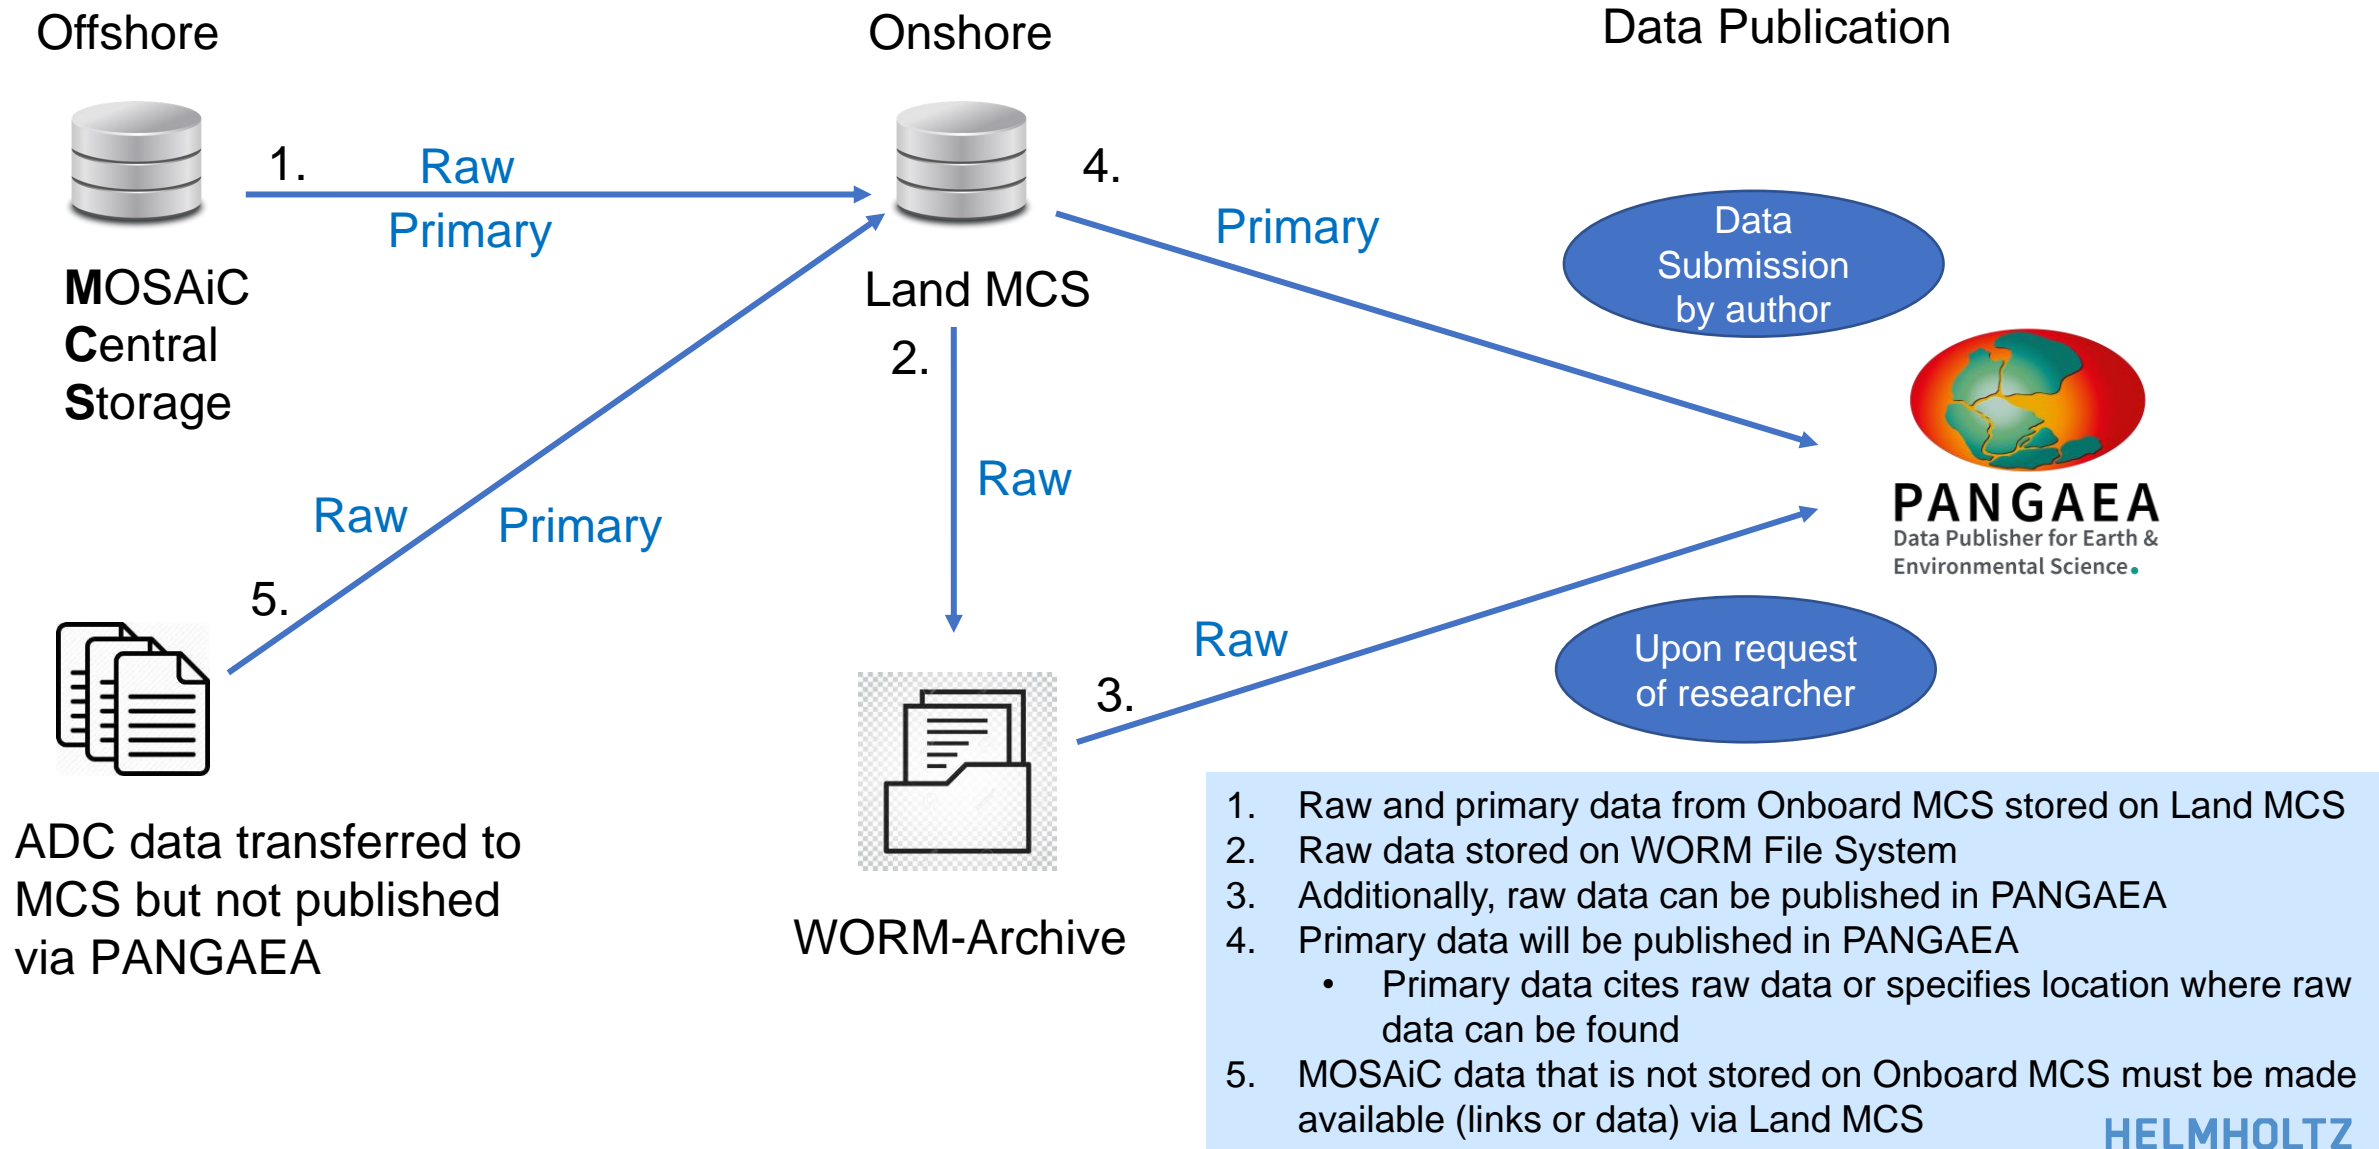 Offshore
Onshore
Data Publication
1.
Raw
Primary
4.
Primary
Data
Submission
by author
MOSAiC
Central
Storage
Land MCS
2.
Raw
Raw
Primary
5.
PANGAEA
Data Publisher for Earth &
Environmental Science
Raw
3.
Upon request
of researcher
ADC data transferred to
MCS but not published
via PANGAEA
WORM-Archive
1. Raw and primary data from Onboard MCS stored on Land MCS
2. Raw data stored on WORM File System
3. Additionally, raw data can be published in PANGAEA
4. Primary data will be published in PANGAEA
• Primary data cites raw data or specifies location where raw
data can be found
5. MOSAiC data that is not stored on Onboard MCS must be made
available (links or data) via Land MCS
HELMHOLTZ